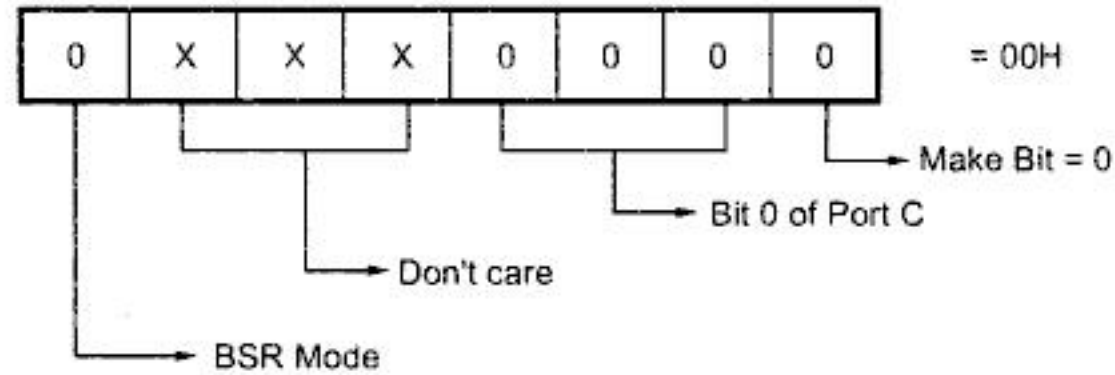 0 X X X 0 0 0 0 = 00H
Make Bit = 0
Bit 0 of Port C
Don't care
BSR Mode